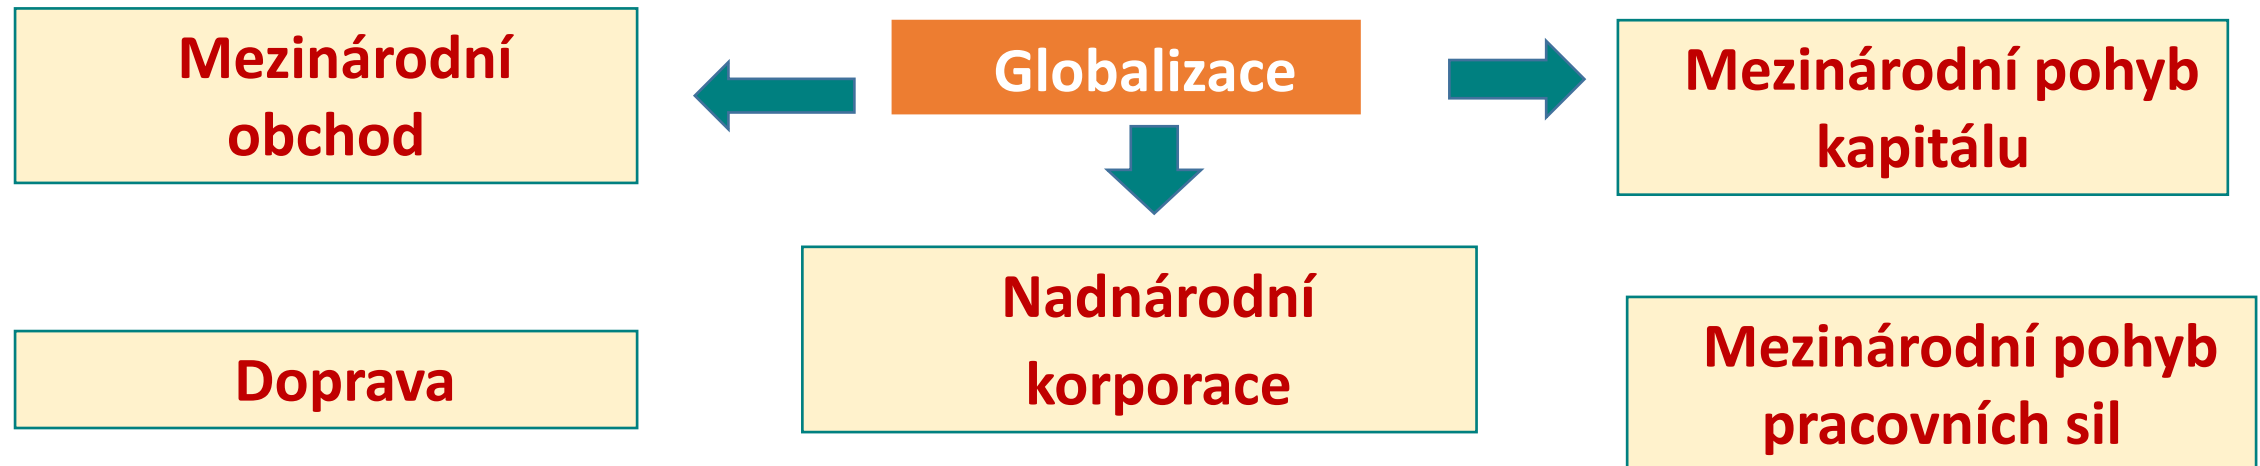 Mezinárodní
obchod
Globalizace
Mezinárodní pohyb
kapitálu
Nadnárodní
korporace
Doprava
Mezinárodní pohyb
pracovních sil